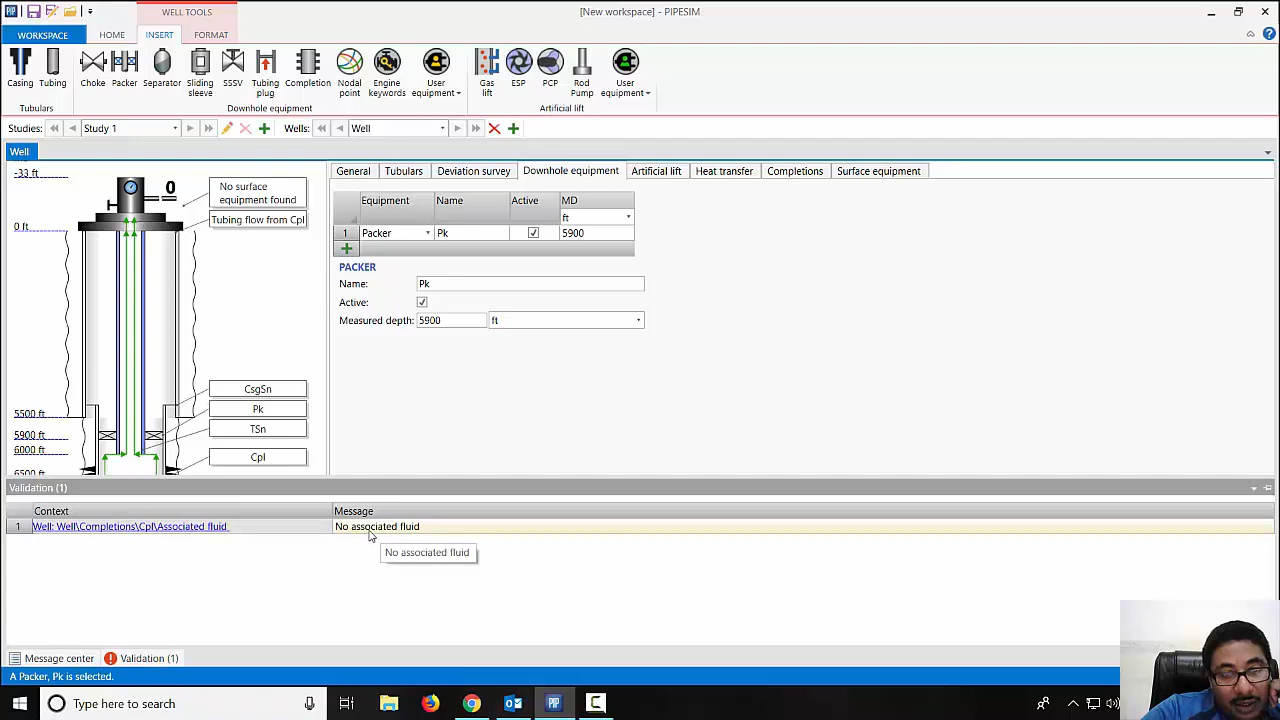 PIP
WELL TOOLS
[New workspace] - PIPESIM
WORKSPACE HOME INSERT FORMAT
Casing Tubing Choke Packer Separator Sliding sleeve SSSV Tubing plug Completion Nodal point Engine keywords User equipment Gas lift ESP PCP Rod Pump User equipment
Tubulars Downhole equipment Artificial lift
Studies: Study 1 Wells: Well
Well
General Tubulars Deviation survey Downhole equipment Artificial lift Heat transfer Completions Surface equipment
-33 ft
0
No surface
equipment found
Tubing flow from Cpl
0 ft
CsgSn
5500 ft
Pk
5900 ft
TSn
6000 ft
Cpl
6500 ft
Equipment Name Active MD
ft
1 Packer Pk 5900
PACKER
Name: Pk
Active:
Measured depth: 5900 ft
Validation (1)
Context Message
1 Well: Well\Completions\Cpl\Associated fluid No associated fluid
No associated fluid
Message center Validation (1)
A Packer, Pk is selected.
Type here to search
PIP